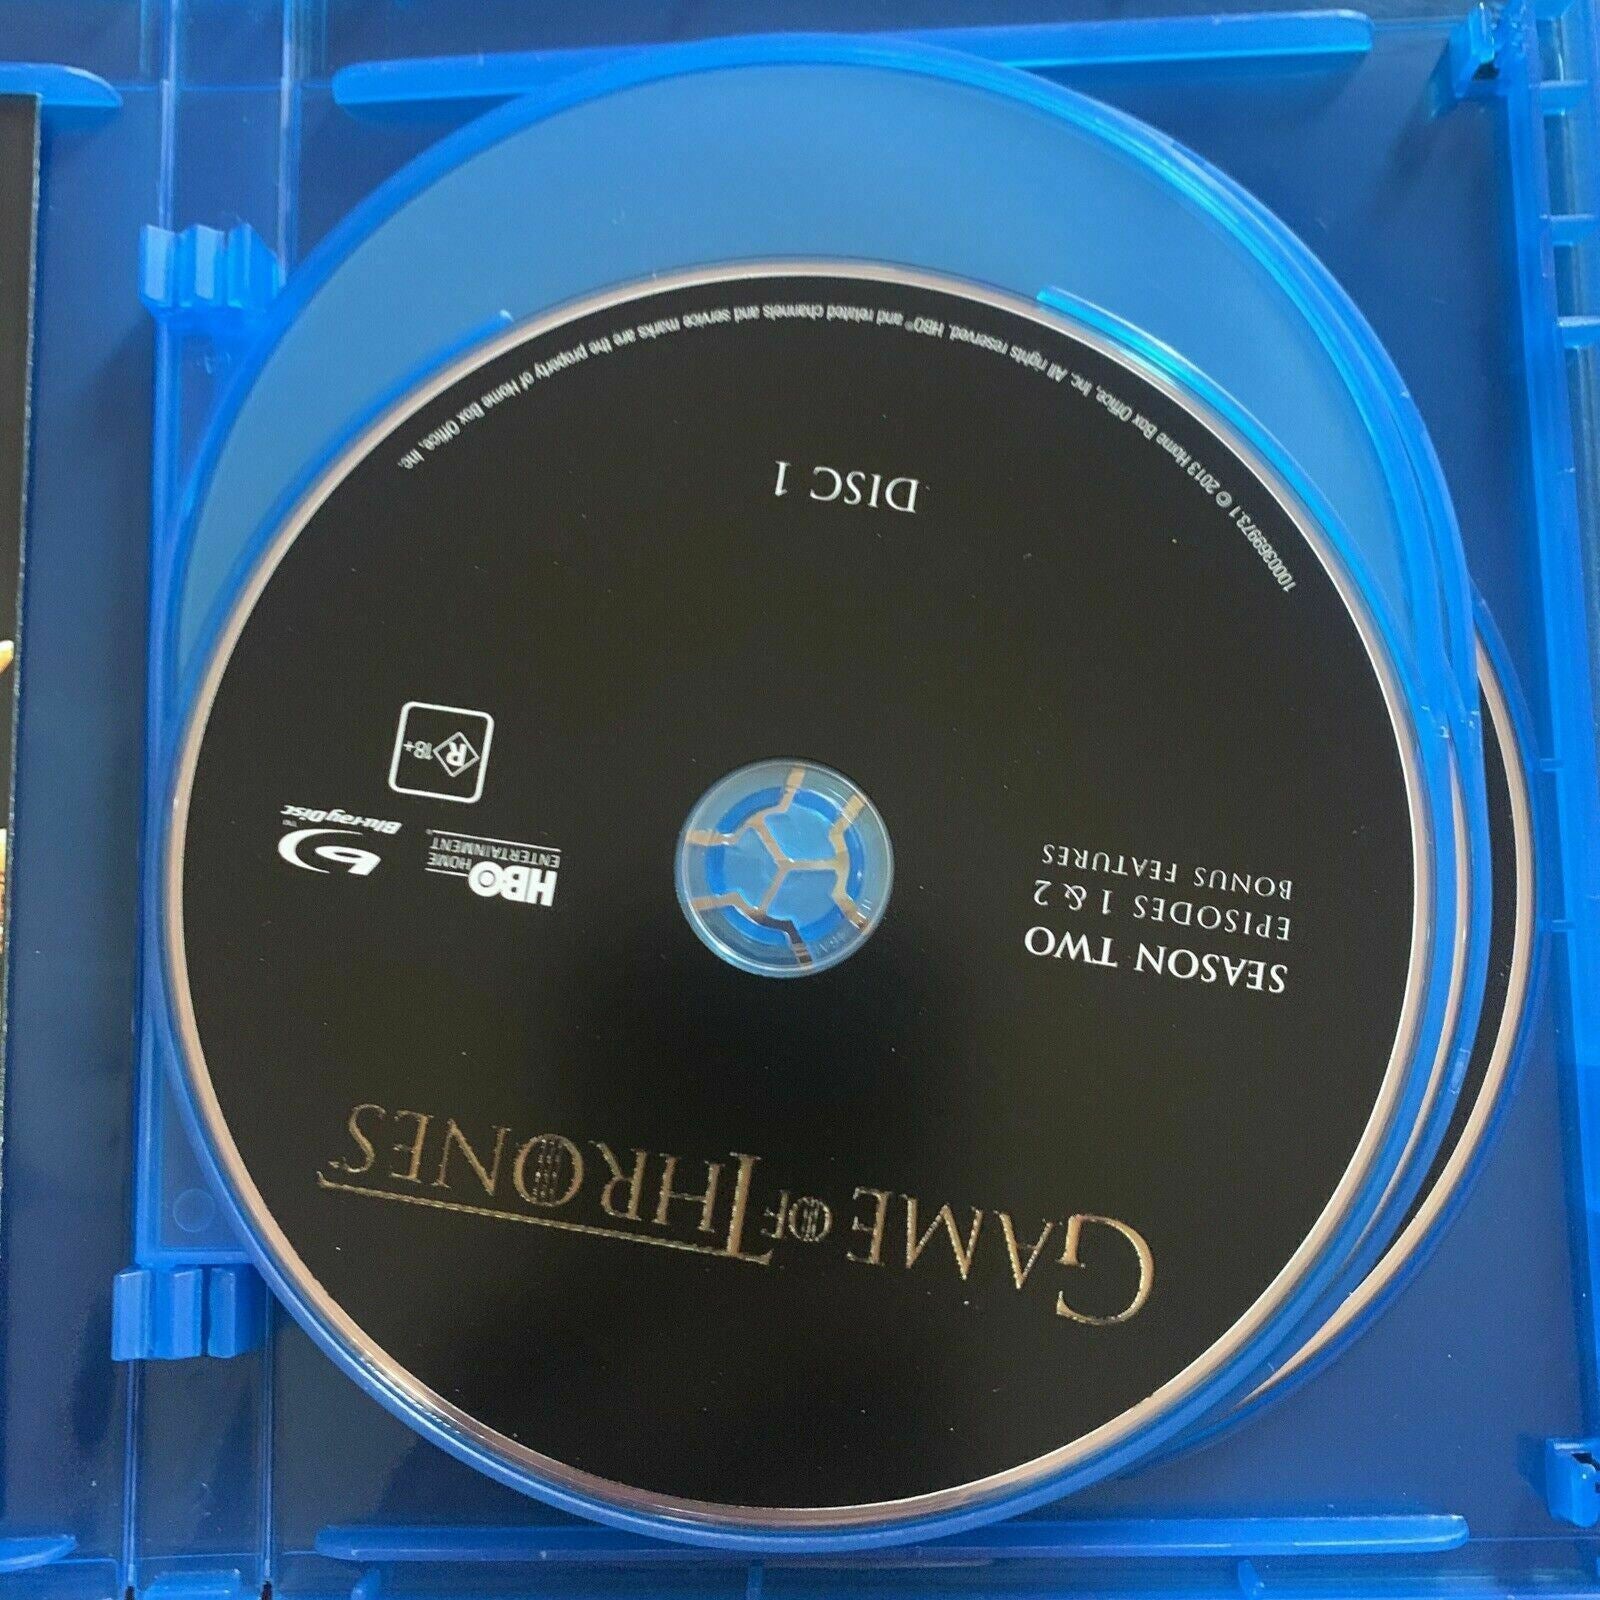 GAME OF THRONES
SEASON TWO
EPISODES 1 & 2
BONUS FEATURES
HBO HOME
ENTERTAINMENT
Blu-ray Disc™
R 18+
DISC 1
1000369973.1 © 2013 Home Box Office, Inc. All rights reserved. HBO® and related channels and service marks are the property of Home Box Office, Inc.